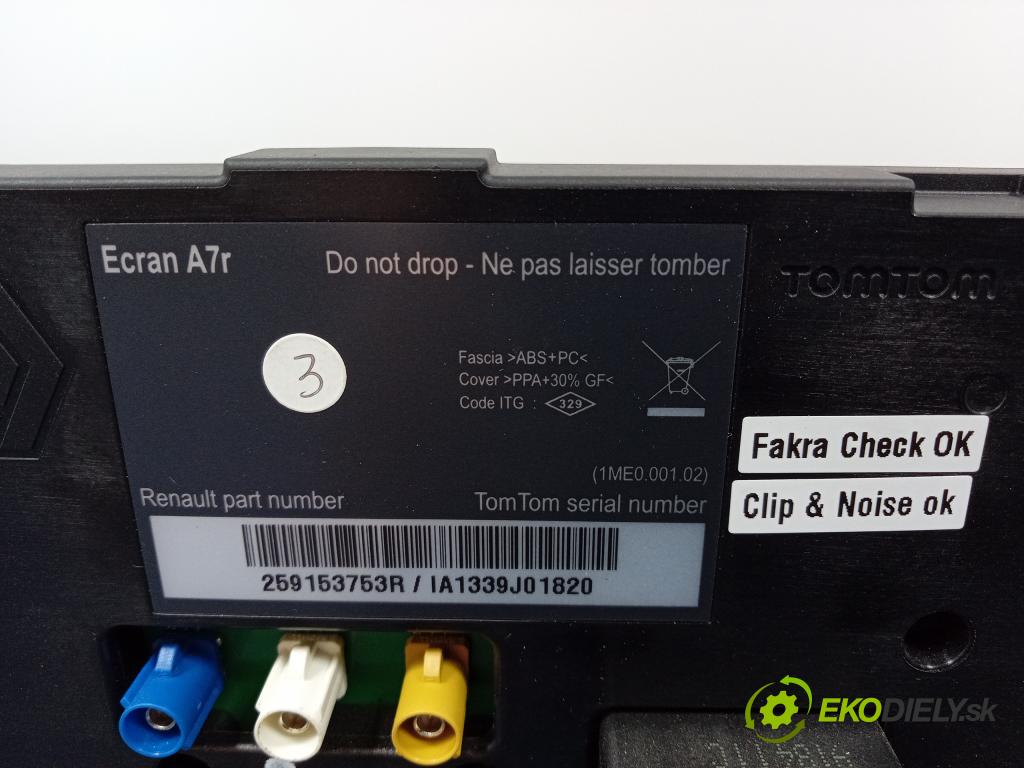 Ecran A7r
Do not drop - Ne pas laisser tomber
TOMTOM
3
Fascia >ABS+PC<
Cover >PPA+30% GF<
Code ITG : 329
Fakra Check OK
(1ME0.001.02)
Clip & Noise ok
Renault part number
TomTom serial number
259153753R / IA1339J01820
EKODIELY.sk